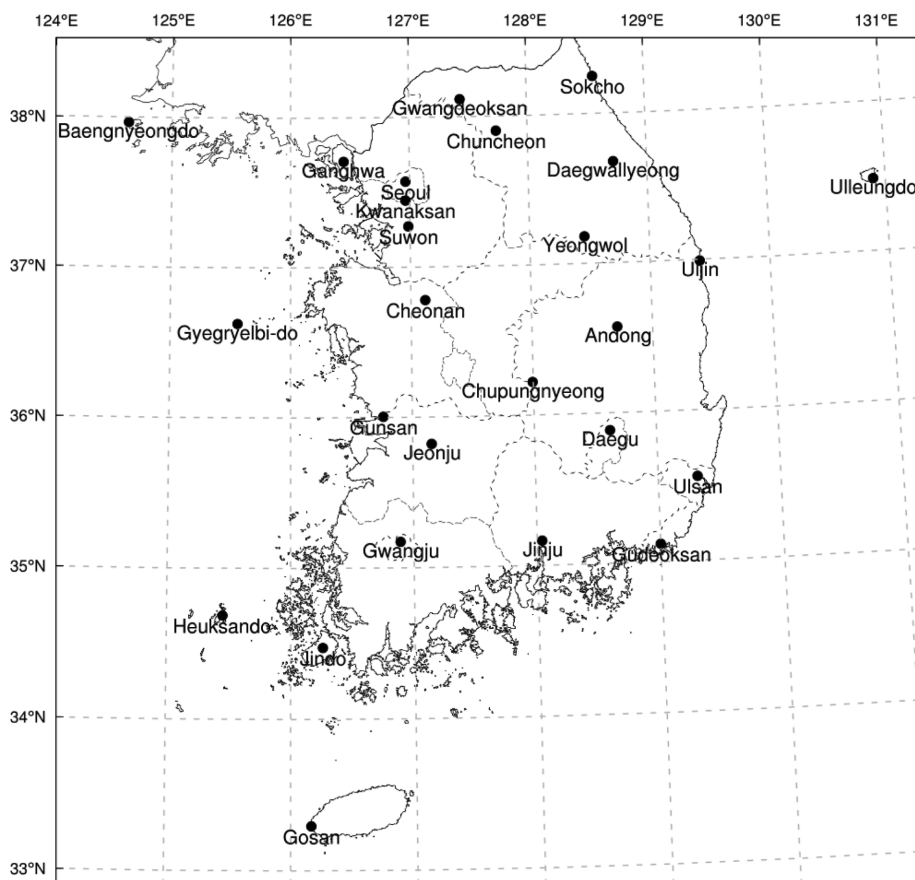 124°E 125°E 126°E 127°E 128°E 129°E 130°E 131°E
Sokcho
Gwangdeoksan
38°N
Baengnyeongdo
Chuncheon
Ganghwa
Daegwallyeong
Ulleungdo
Seoul
Kwanaksan
Suwon
Yeongwol
37°N
Uljin
Cheonan
Gyegryelbi-do
Andong
Chupungnyeong
36°N
Gunsan
Daegu
Jeonju
Ulsan
Gwangju
Jinju
Gudeoksan
35°N
Heuksando
Jindo
34°N
Gosan
33°N